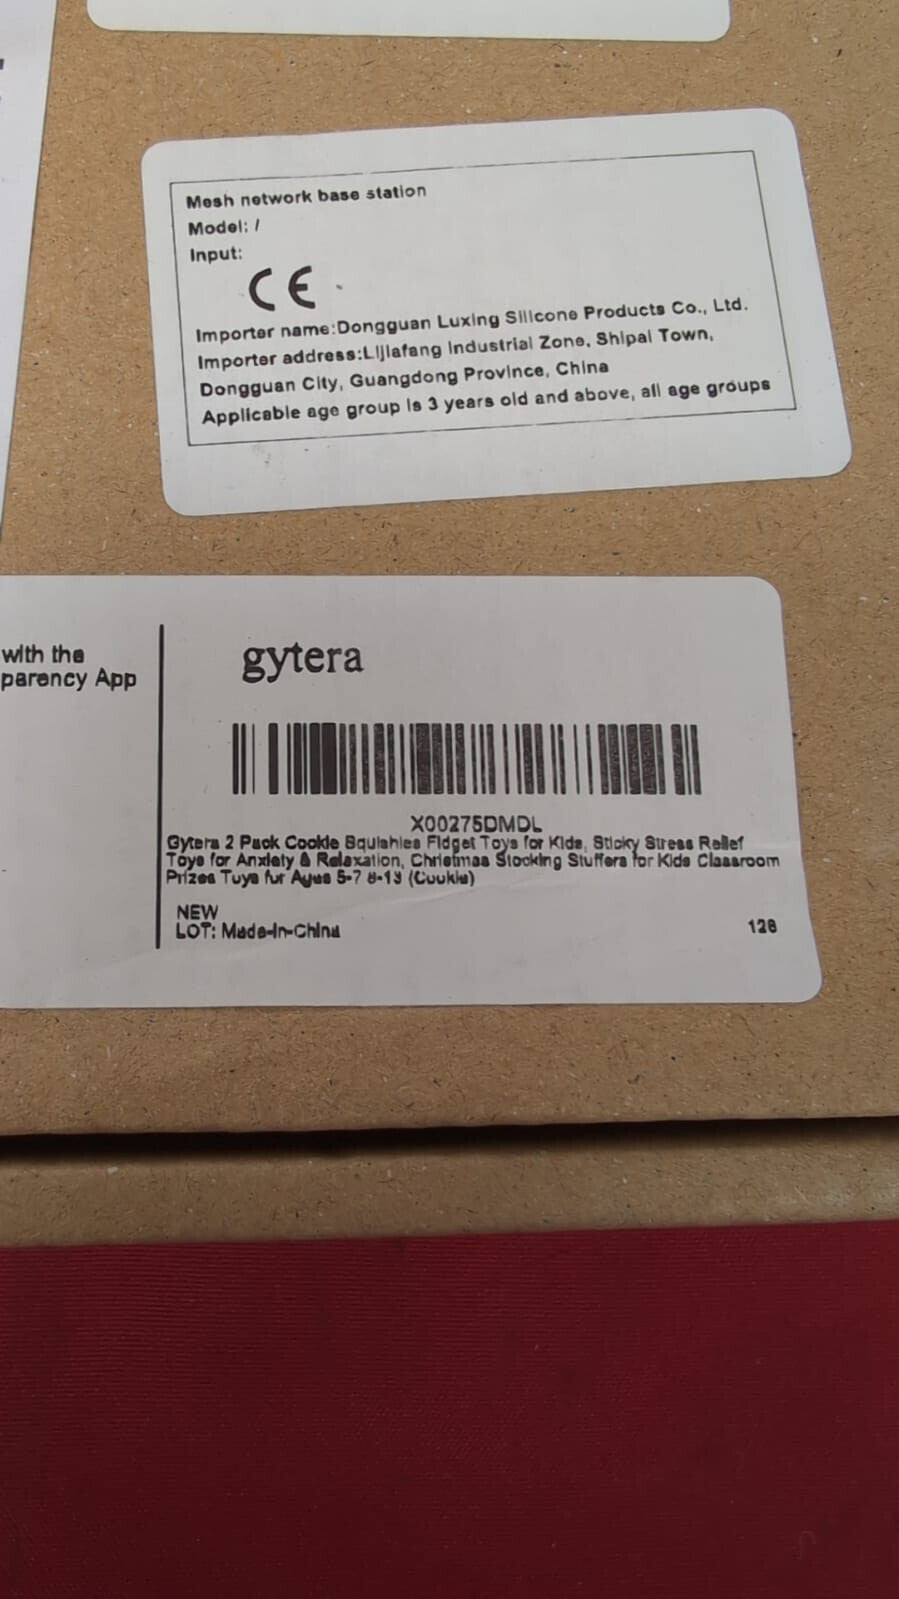 Mesh network base station
Model: /
Input:
CE
Importer name:Dongguan Luxing Silicone Products Co., Ltd.
Importer address:Lijiafang Industrial Zone, Shipai Town,
Dongguan City, Guangdong Province, China
Applicable age group is 3 years old and above, all age groups
with the
parency App
gytera
X00275DMDL
Gytera 2 Pack Cookie Squishies Fidget Toys for Kids, Sticky Stress Relief
Toys for Anxiety & Relaxation, Christmas Stocking Stuffers for Kids Classroom
Prizes Toys for Ages 5-7 8-13 (Cookie)
NEW
LOT: Made-In-China
128